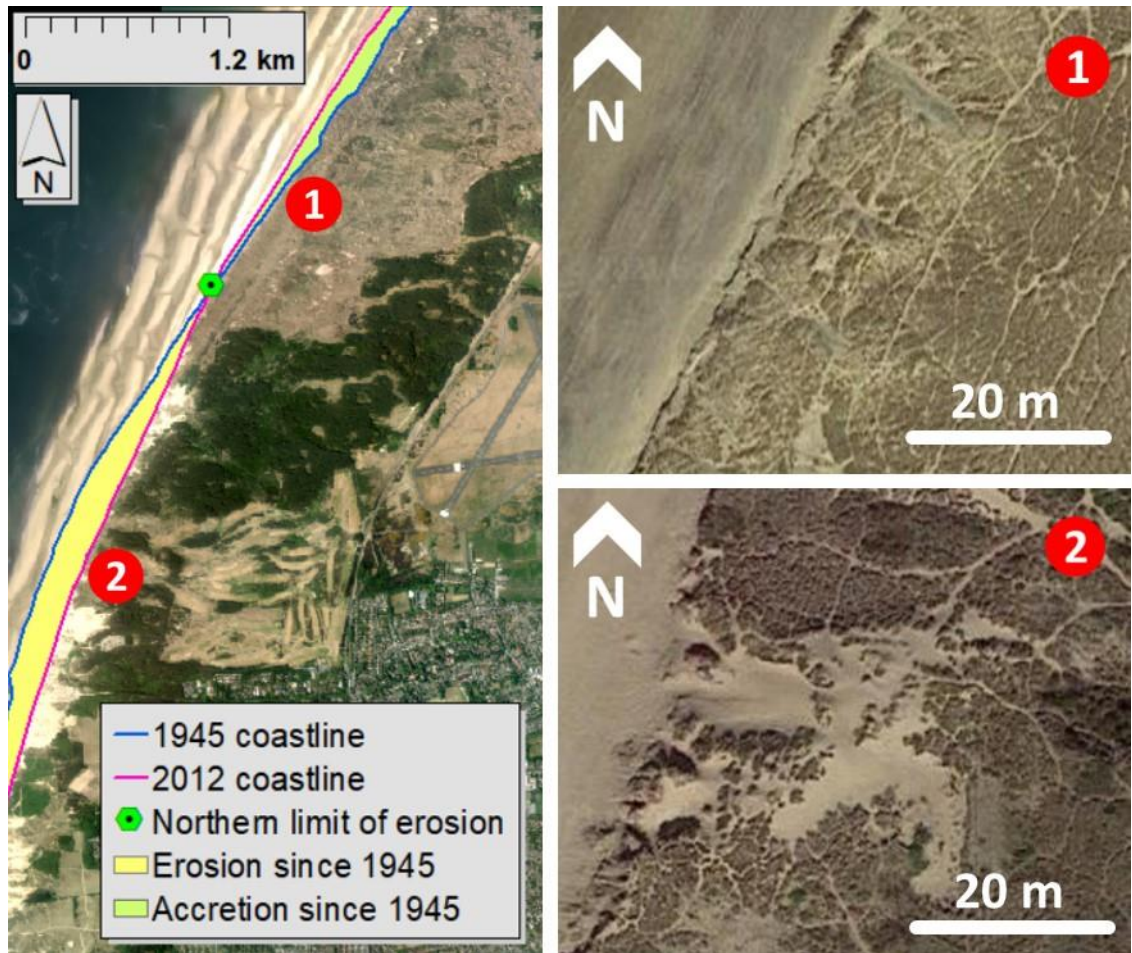 0 1.2 km
N
1
2
1945 coastline
2012 coastline
Northern limit of erosion
Erosion since 1945
Accretion since 1945
N
1
20 m
N
2
20 m